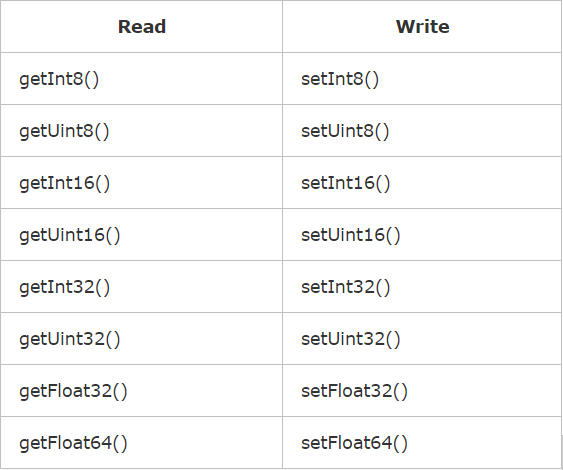 Read Write
getInt8() setInt8()
getUint8() setUint8()
getInt16() setInt16()
getUint16() setUint16()
getInt32() setInt32()
getUint32() setUint32()
getFloat32() setFloat32()
getFloat64() setFloat64()